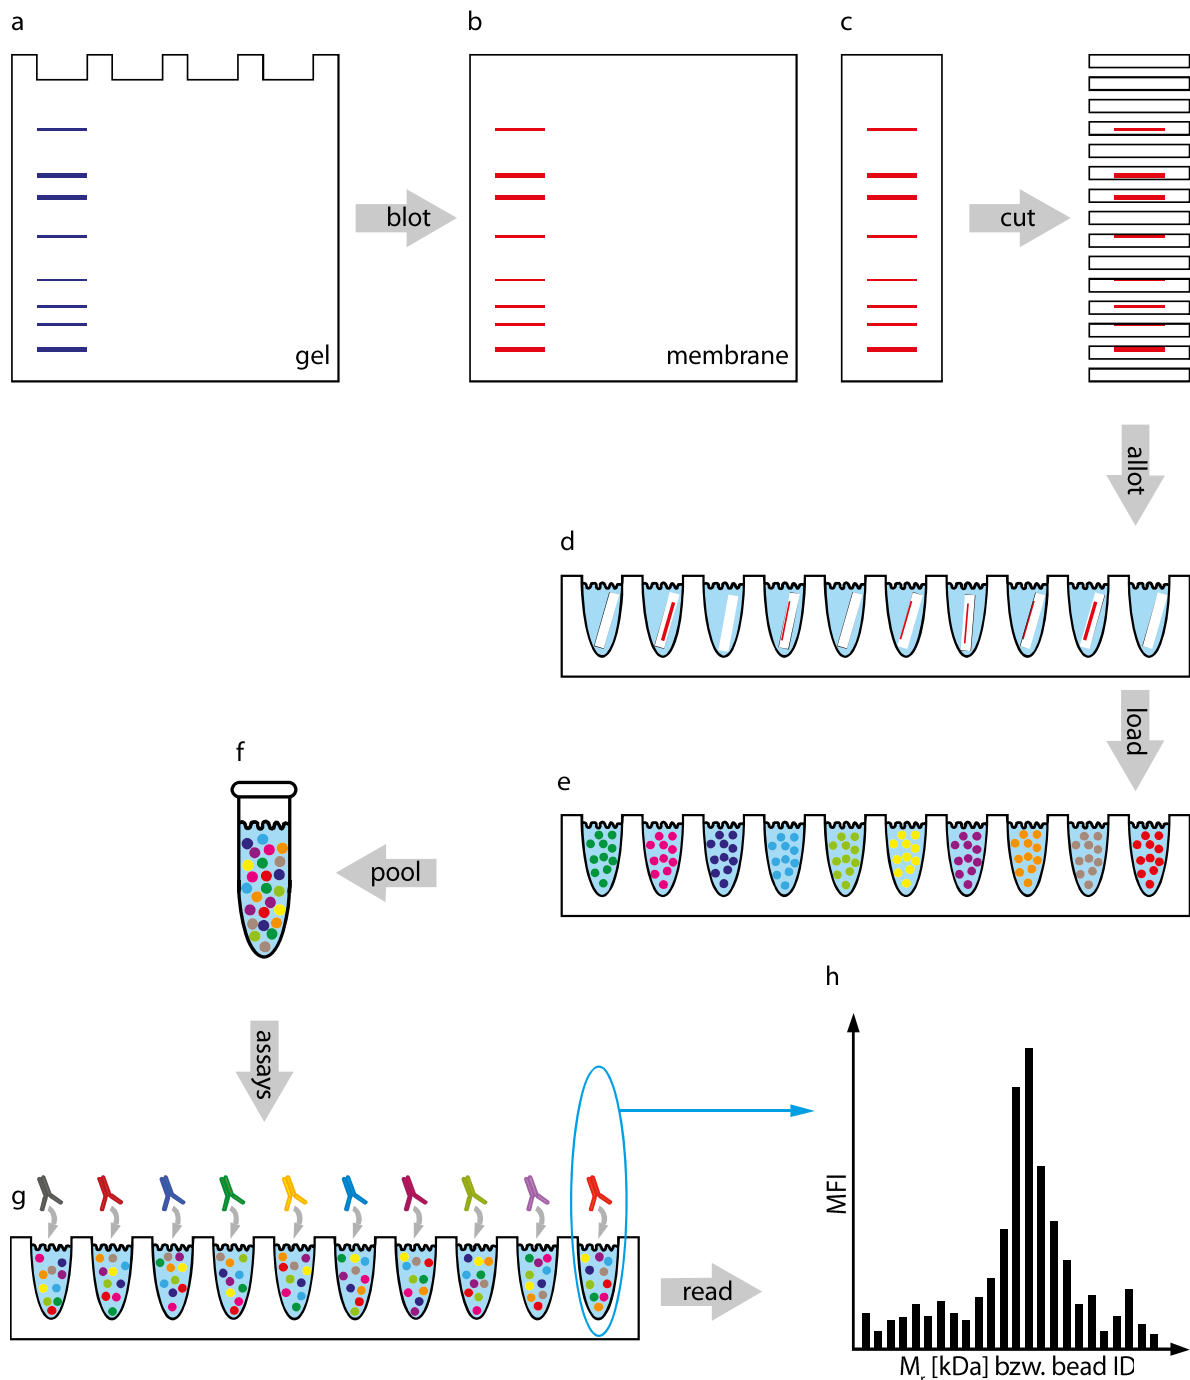 a
b
c
blot
cut
gel
membrane
allot
d
load
e
f
pool
assays
g
h
MFI
read
Mr [kDa] bzw. bead ID